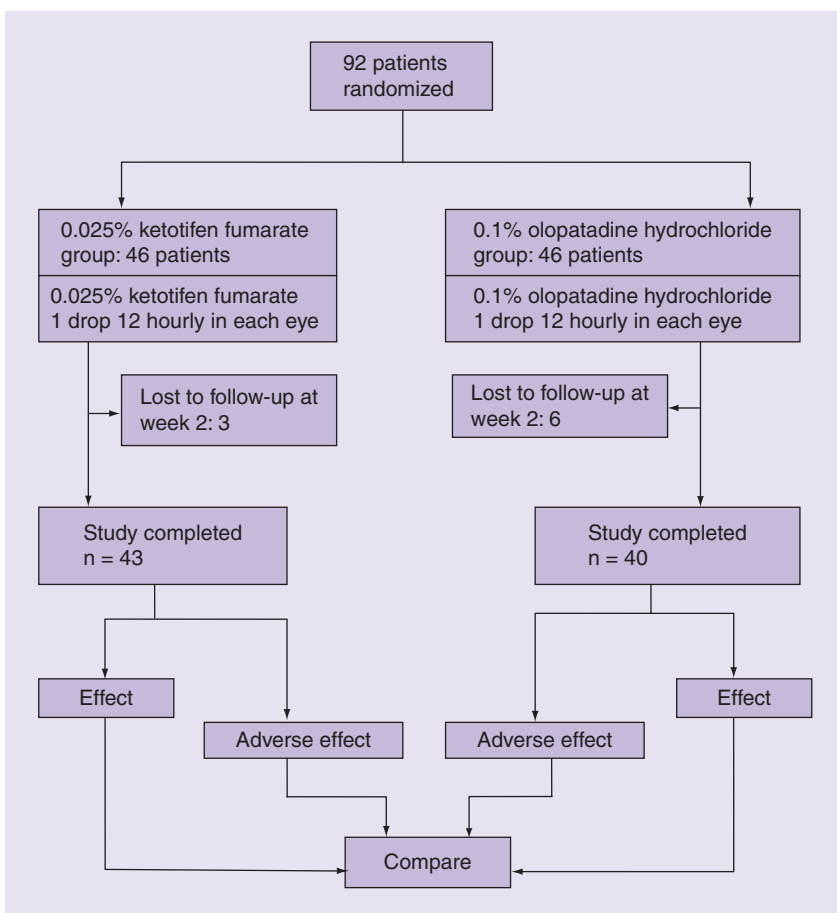 92 patients
randomized
0.025% ketotifen fumarate
group: 46 patients
0.025% ketotifen fumarate
1 drop 12 hourly in each eye
0.1% olopatadine hydrochloride
group: 46 patients
0.1% olopatadine hydrochloride
1 drop 12 hourly in each eye
Lost to follow-up at
week 2: 3
Lost to follow-up at
week 2: 6
Study completed
n = 43
Study completed
n = 40
Effect
Adverse effect
Adverse effect
Effect
Compare